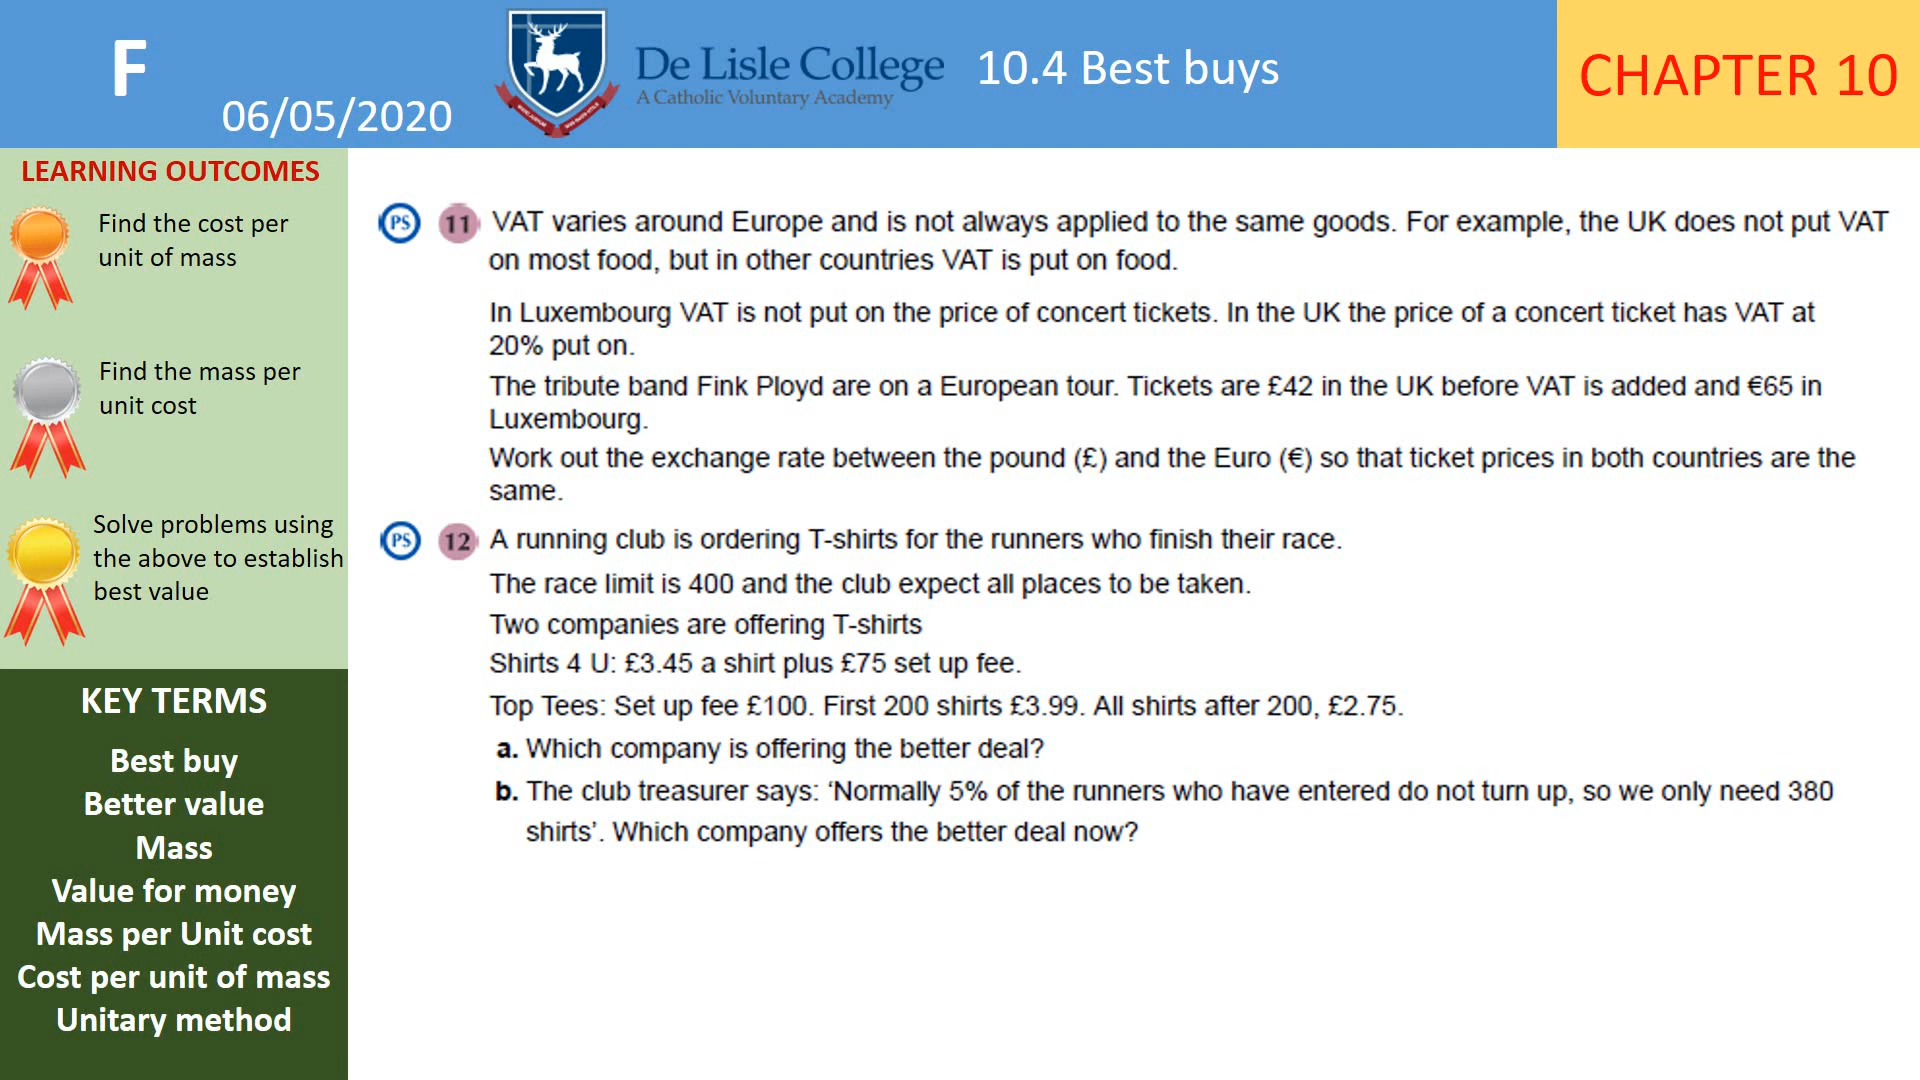 F
06/05/2020
De Lisle College
A Catholic Voluntary Academy
10.4 Best buys
CHAPTER 10
LEARNING OUTCOMES
Find the cost per
unit of mass
Find the mass per
unit cost
Solve problems using
the above to establish
best value
KEY TERMS
Best buy
Better value
Mass
Value for money
Mass per Unit cost
Cost per unit of mass
Unitary method
PS 11 VAT varies around Europe and is not always applied to the same goods. For example, the UK does not put VAT
on most food, but in other countries VAT is put on food.
In Luxembourg VAT is not put on the price of concert tickets. In the UK the price of a concert ticket has VAT at
20% put on.
The tribute band Fink Ployd are on a European tour. Tickets are £42 in the UK before VAT is added and €65 in
Luxembourg.
Work out the exchange rate between the pound (£) and the Euro (€) so that ticket prices in both countries are the
same.
PS 12 A running club is ordering T-shirts for the runners who finish their race.
The race limit is 400 and the club expect all places to be taken.
Two companies are offering T-shirts
Shirts 4 U: £3.45 a shirt plus £75 set up fee.
Top Tees: Set up fee £100. First 200 shirts £3.99. All shirts after 200, £2.75.
a. Which company is offering the better deal?
b. The club treasurer says: ‘Normally 5% of the runners who have entered do not turn up, so we only need 380
shirts’. Which company offers the better deal now?